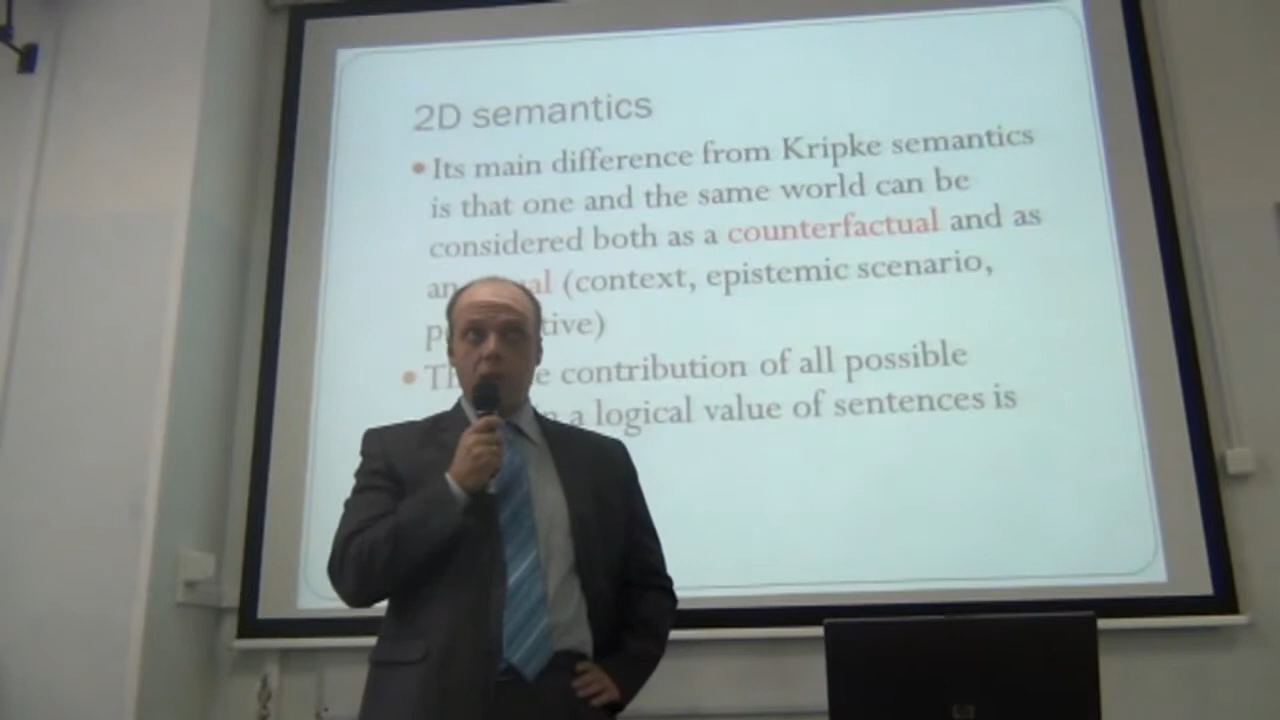 2D semantics
• Its main difference from Kripke semantics
is that one and the same world can be
considered both as a counterfactual and as
(context, epistemic scenario,
• contribution of all possible
a logical value of sentences is
hp